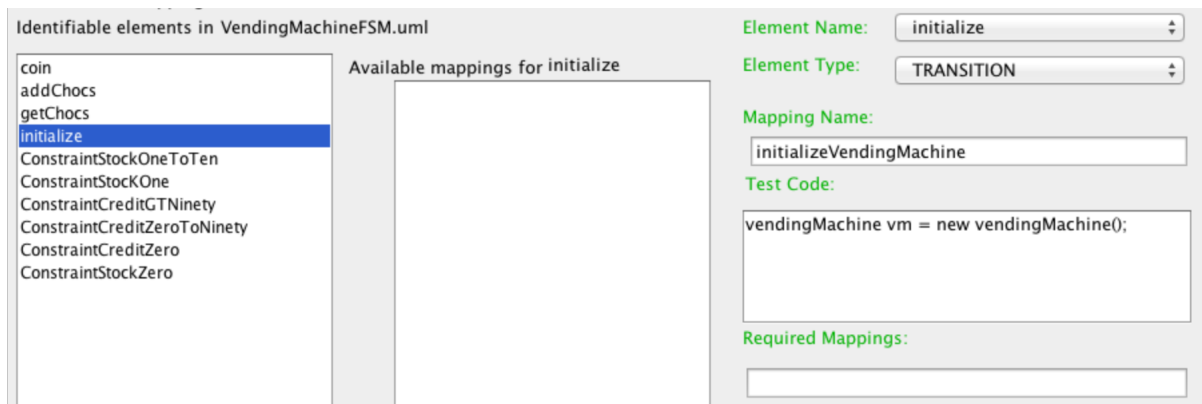 Identifiable elements in VendingMachineFSM.uml
coin
addChocs
getChocs
initialize
ConstraintStockOneToTen
ConstraintStocKOne
ConstraintCreditGTNinety
ConstraintCreditZeroToNinety
ConstraintCreditZero
ConstraintStockZero
Available mappings for initialize
Element Name: initialize
Element Type: TRANSITION
Mapping Name:
initializeVendingMachine
Test Code:
vendingMachine vm = new vendingMachine();
Required Mappings: